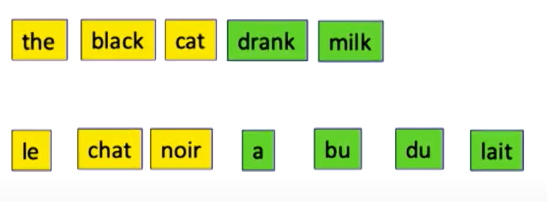 the black cat drank milk
le chat noir a bu du lait